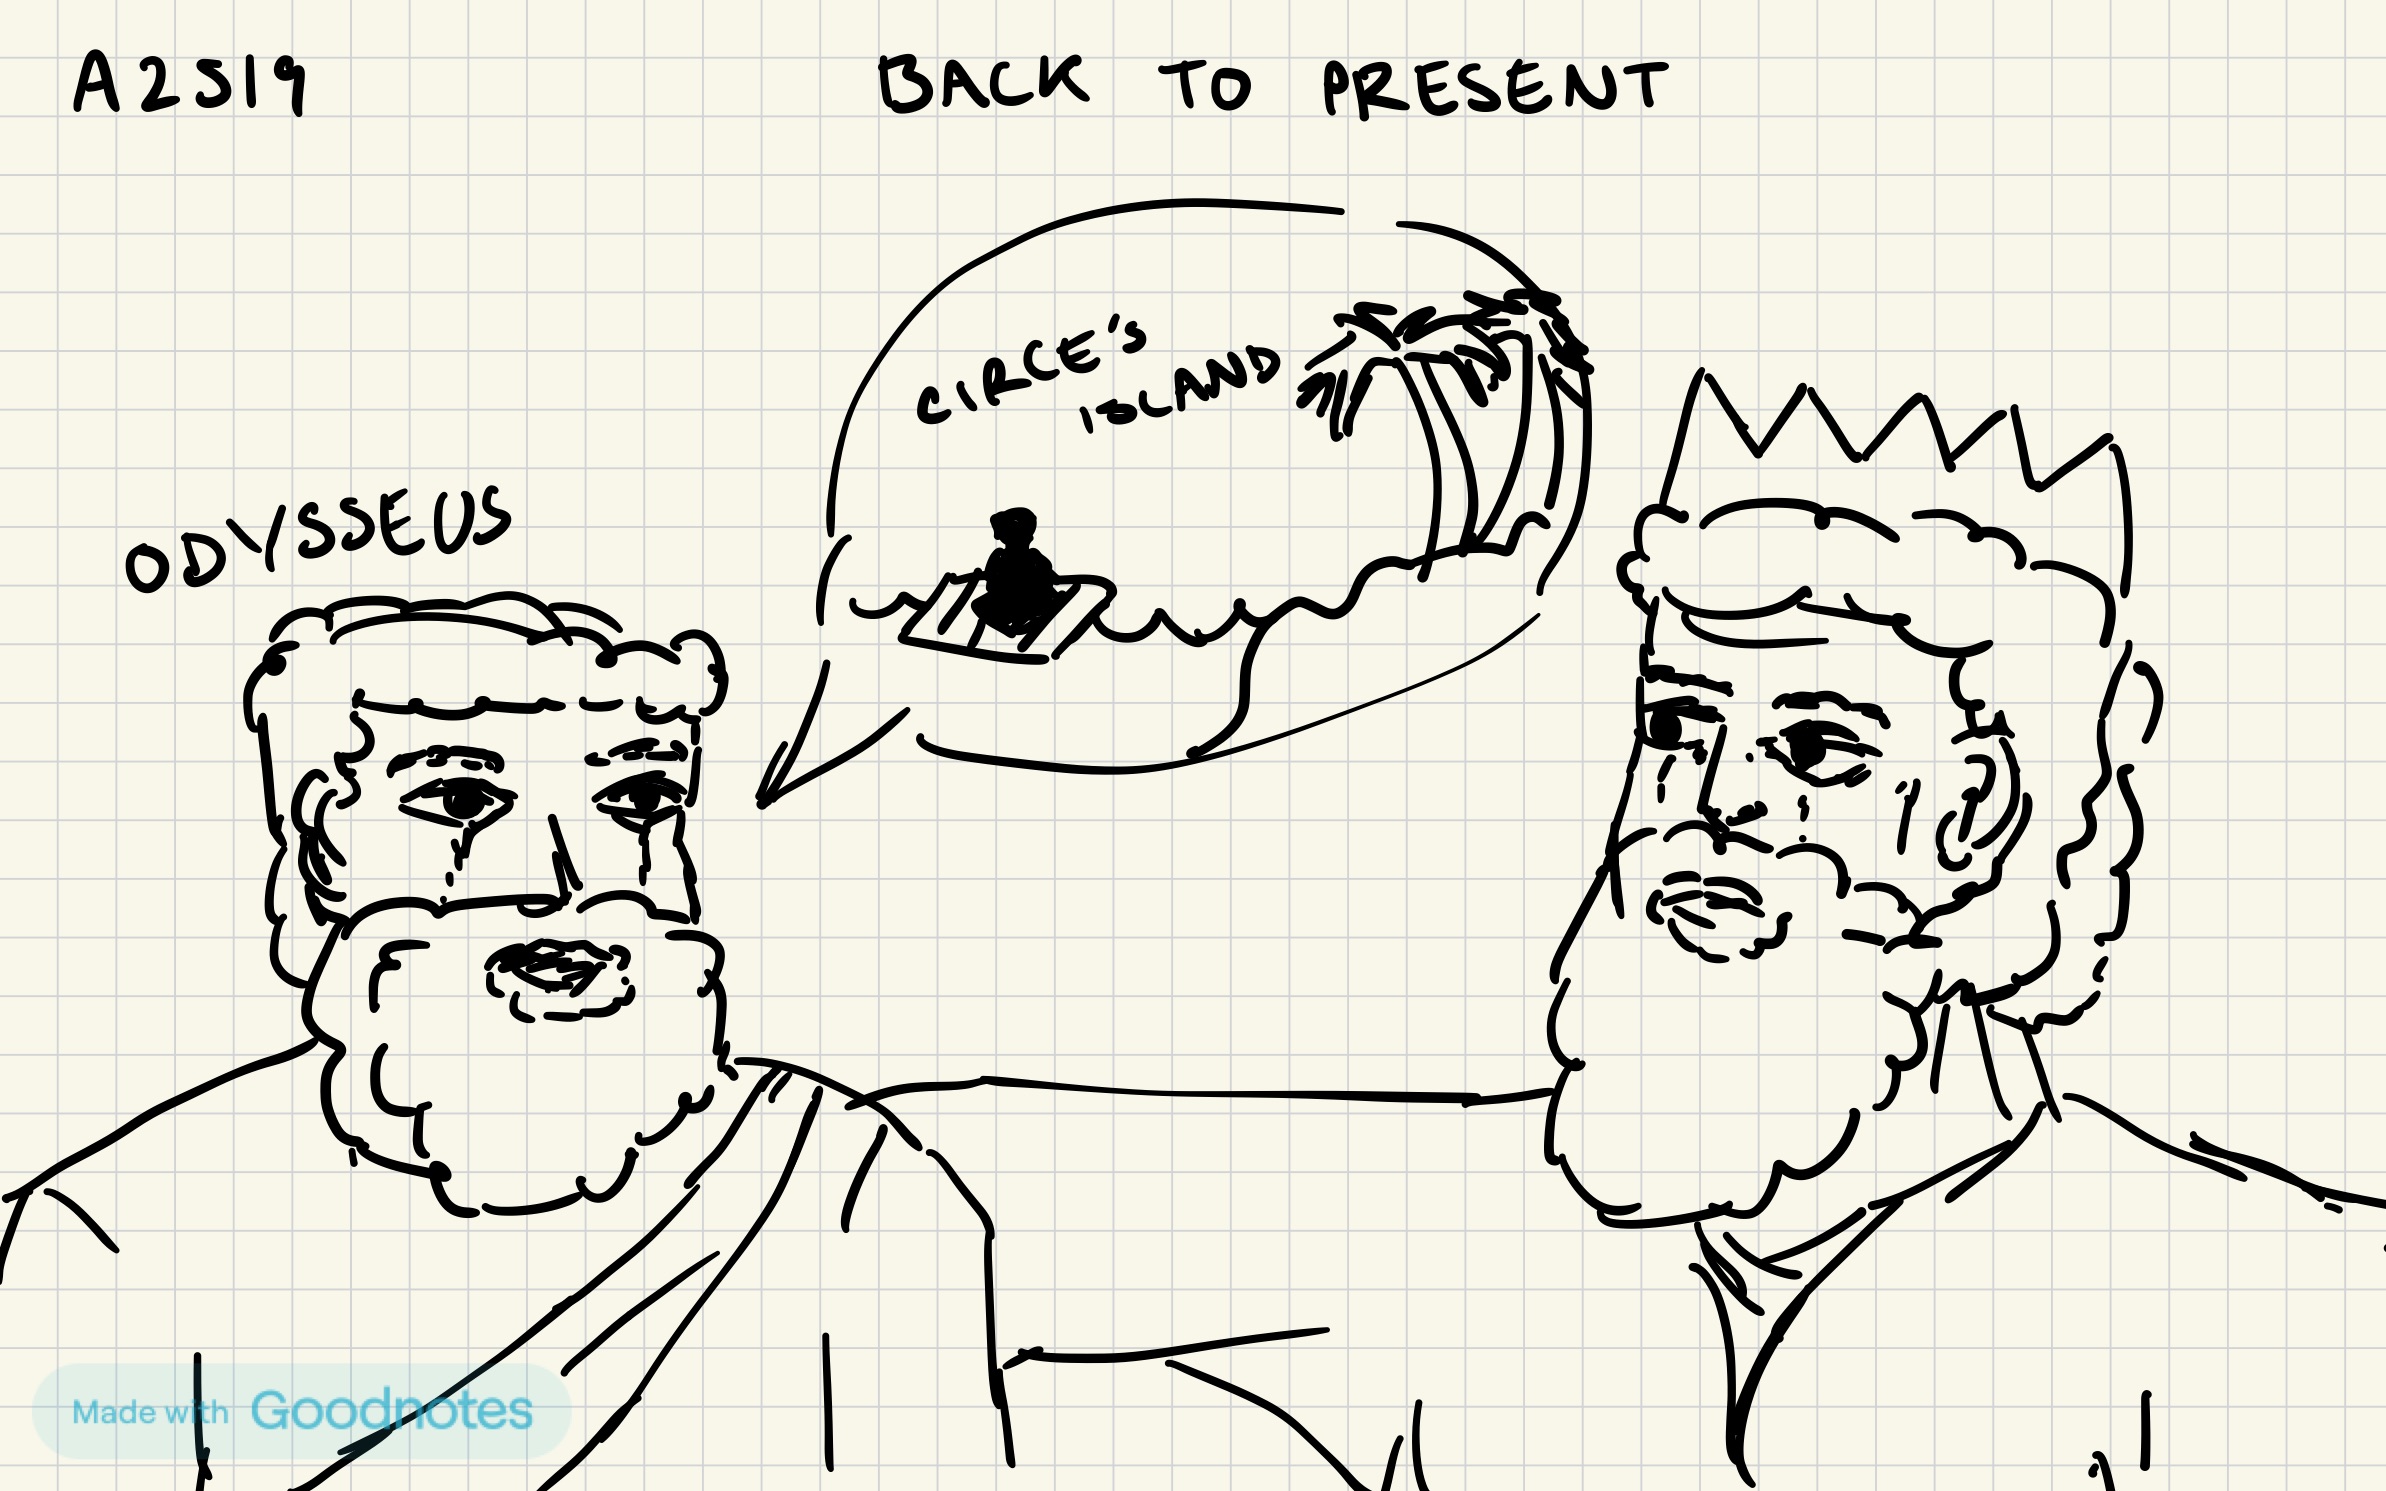 A2S19
BACK TO PRESENT
CIRCE'S
ISLAND
ODYSSEUS
Made with Goodnotes